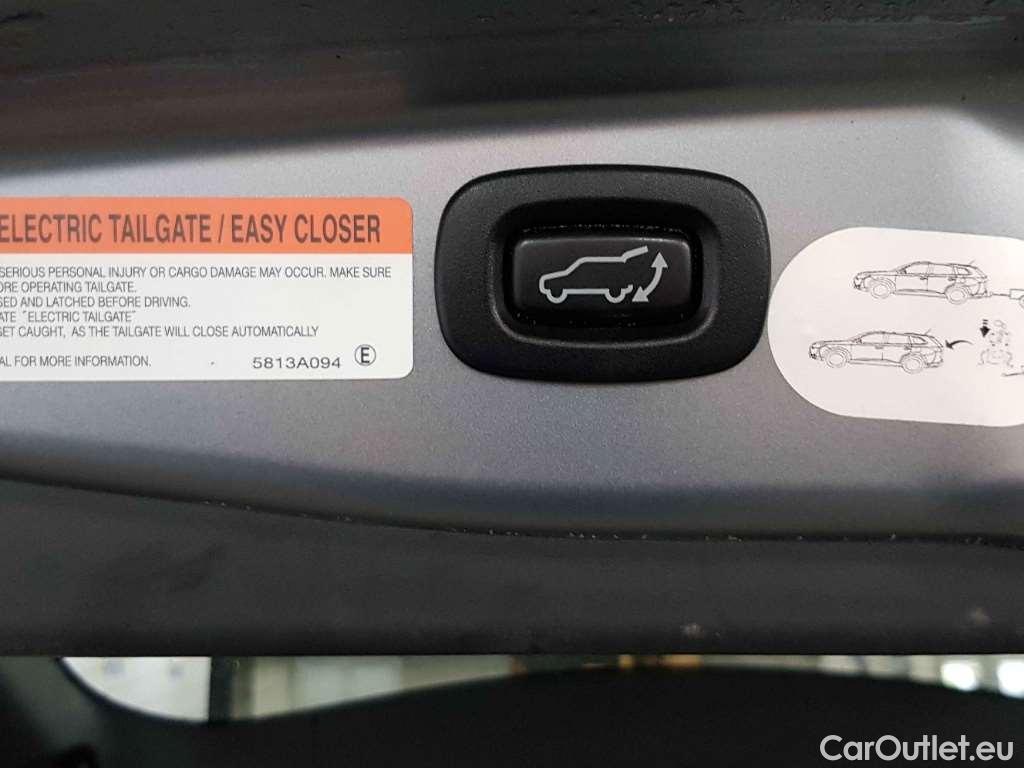 ELECTRIC TAILGATE / EASY CLOSER
SERIOUS PERSONAL INJURY OR CARGO DAMAGE MAY OCCUR. MAKE SURE
ORE OPERATING TAILGATE.
SED AND LATCHED BEFORE DRIVING.
ATE "ELECTRIC TAILGATE"
GET CAUGHT, AS THE TAILGATE WILL CLOSE AUTOMATICALLY
AL FOR MORE INFORMATION.
5813A094 E
CarOutlet.eu